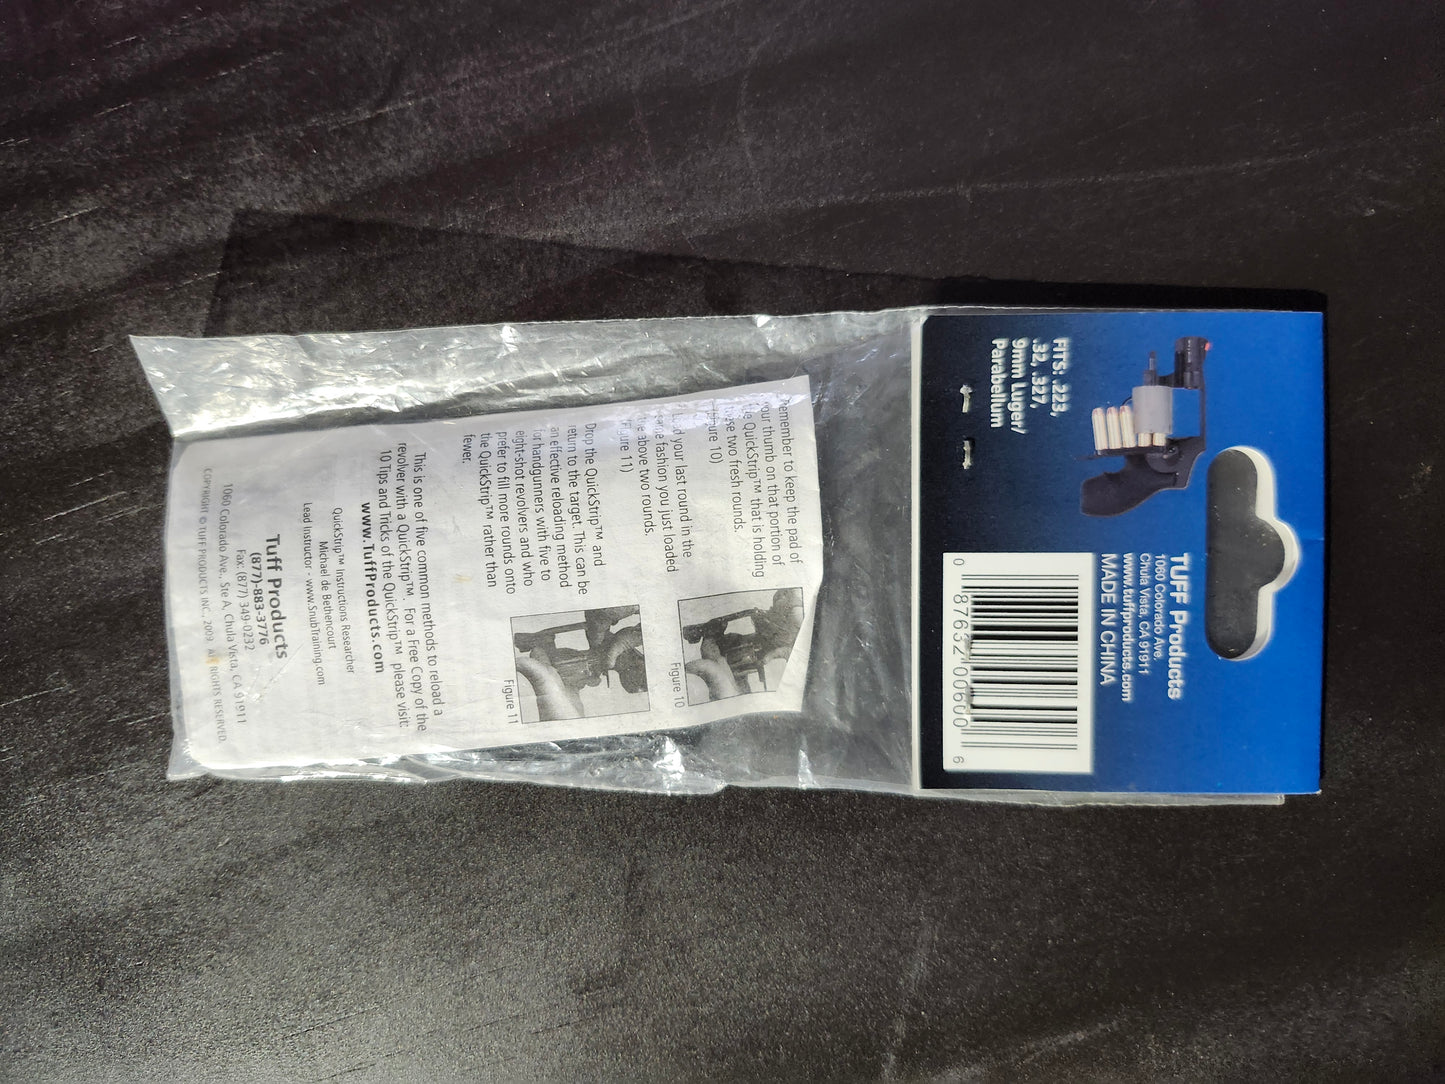 FITS: .223,
.32, .327,
9mm Luger/
Parabellum
TUFF Products
1060 Colorado Ave.
Chula Vista, CA 91911
www.tuffproducts.com
MADE IN CHINA
0 87632 00600 6
Remember to keep the pad of
your thumb on that portion of
the QuickStrip™ that is holding
these two fresh rounds.
(Figure 10)
Load your last round in the
same fashion you just loaded
the above two rounds.
(Figure 11)
Drop the QuickStrip™ and
return to the target. This can be
an effective reloading method
for handgunners with five to
eight-shot revolvers and who
prefer to fill more rounds onto
the QuickStrip™ rather than
fewer.
Figure 10
Figure 11
This is one of five common methods to reload a
revolver with a QuickStrip™. For a Free Copy of the
10 Tips and Tricks of the QuickStrip™ please visit:
www.TuffProducts.com
QuickStrip™ Instructions Researcher
Michael de Bethencourt
Lead Instructor - www.SnubTraining.com
Tuff Products
(877)-883-3776
Fax: (877) 349-0232
1060 Colorado Ave., Ste A, Chula Vista, CA 91911
COPYRIGHT © TUFF PRODUCTS INC., 2009 ALL RIGHTS RESERVED.